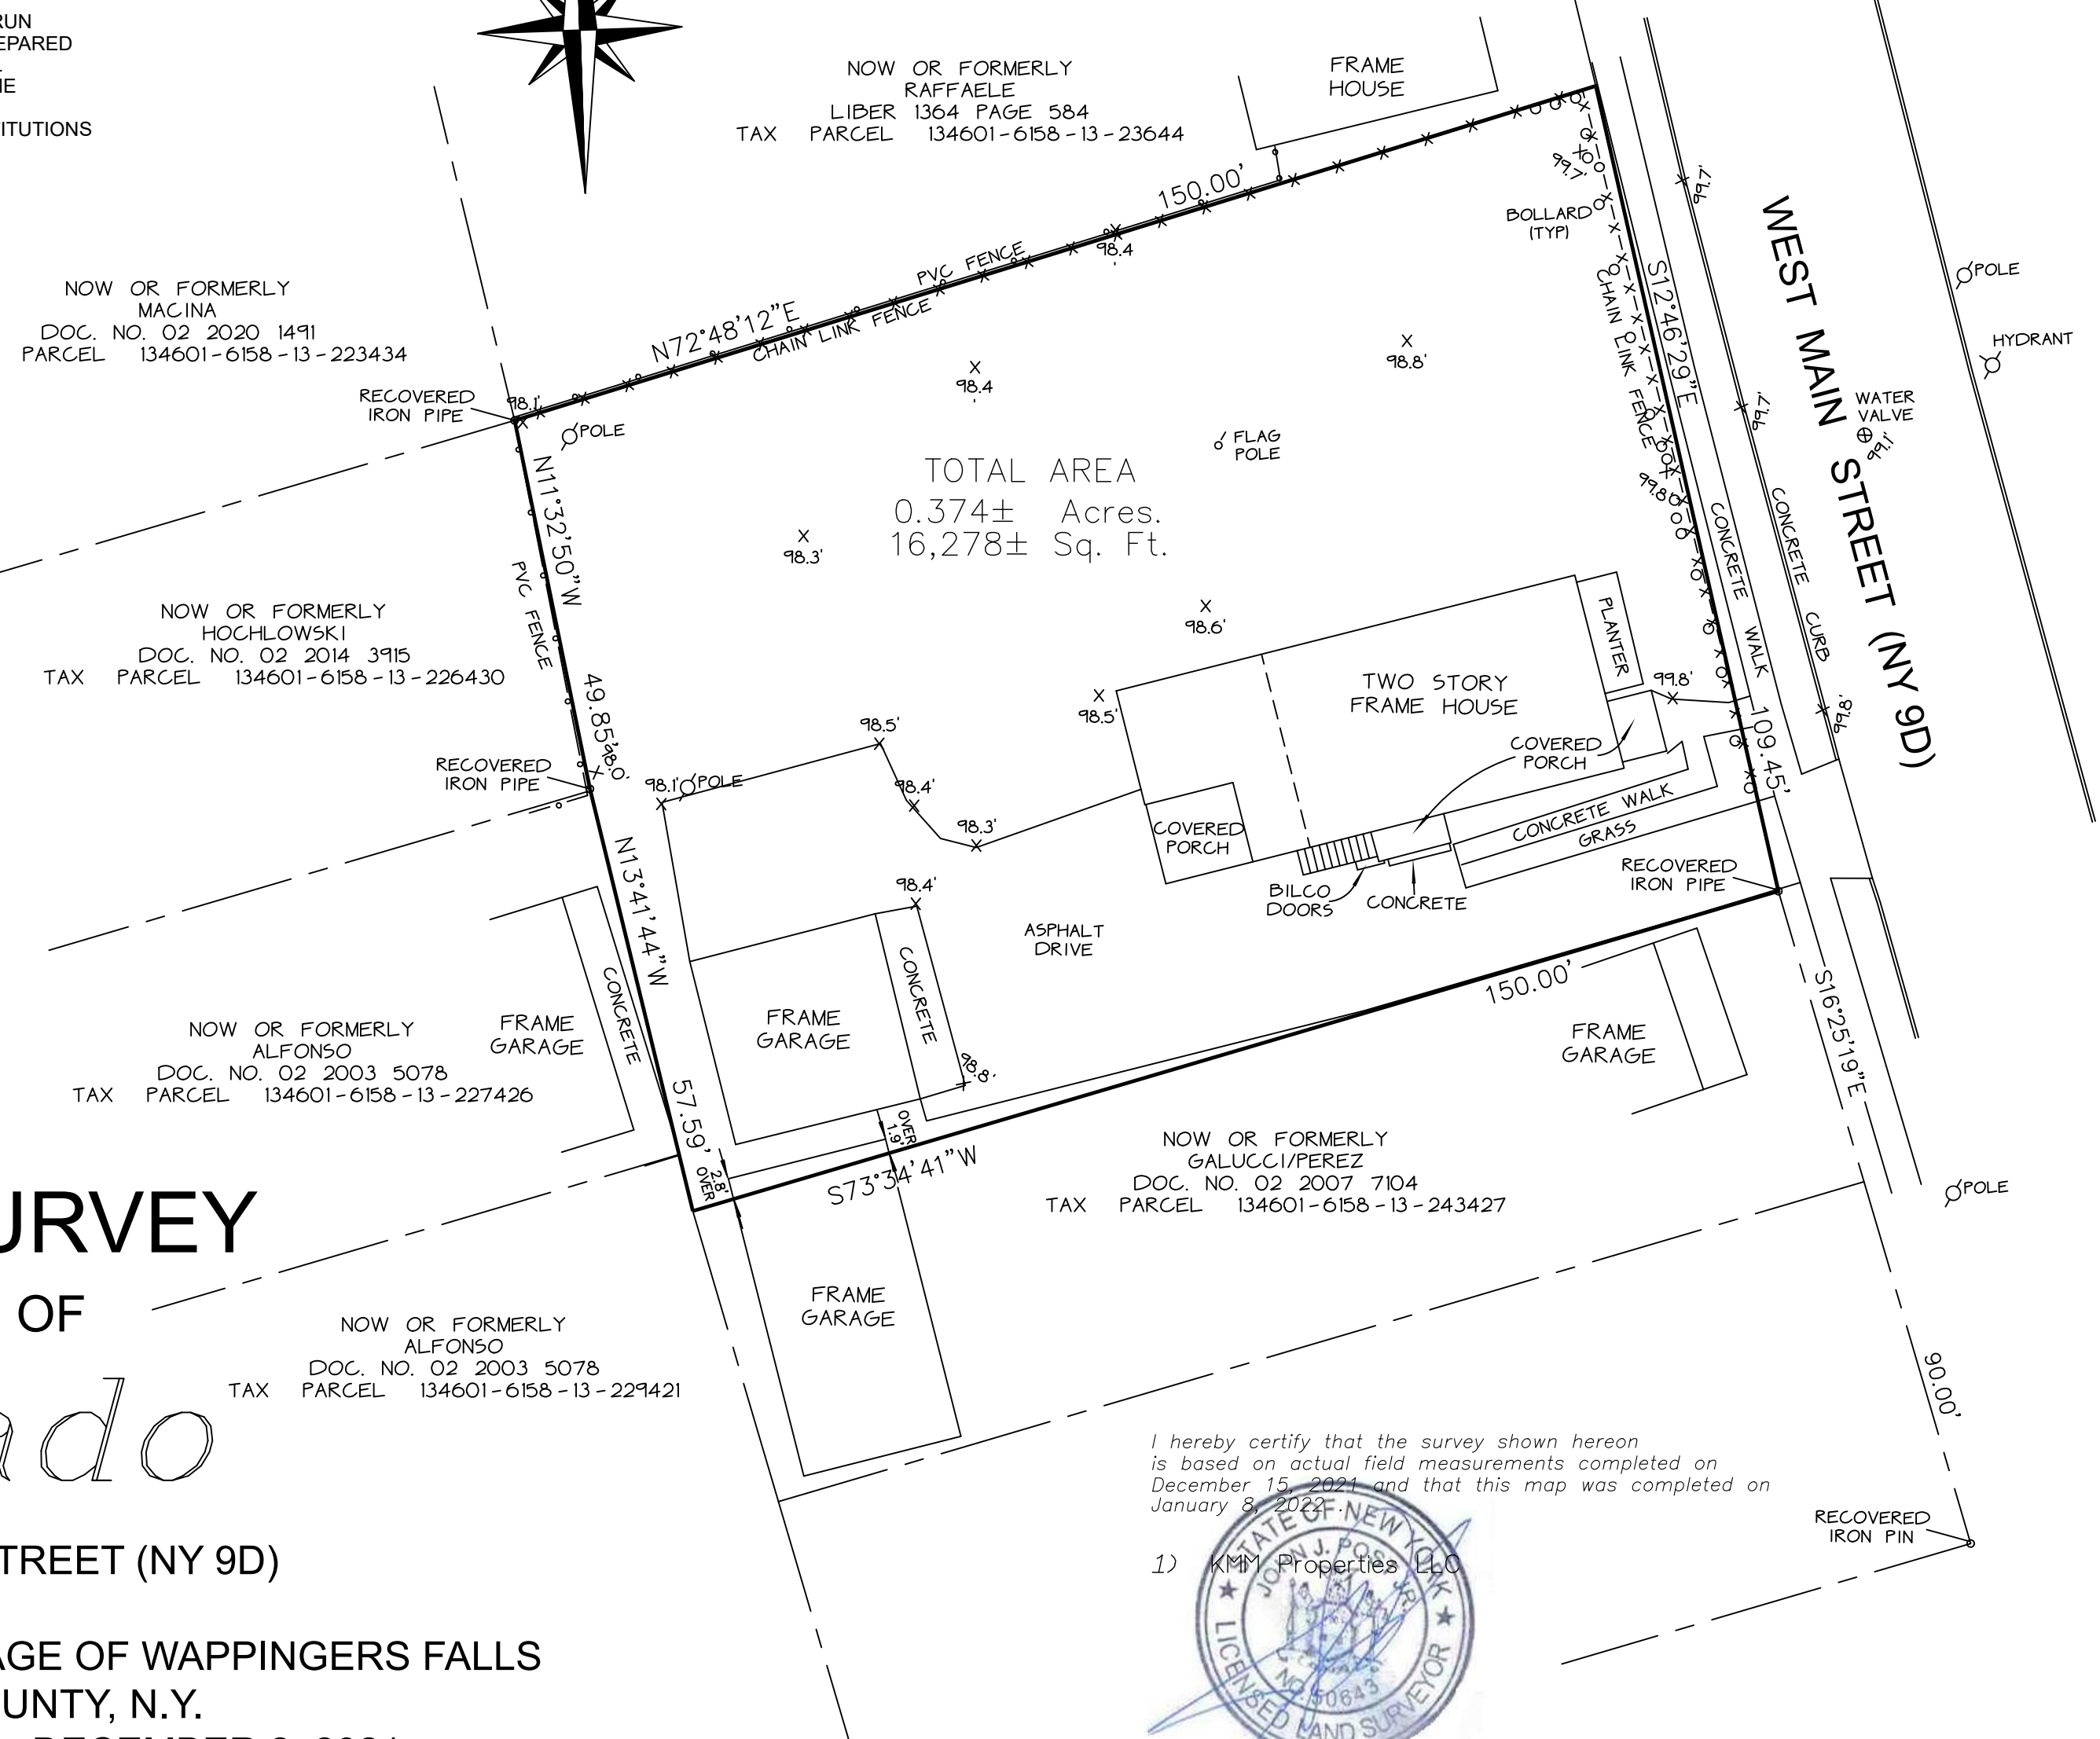 RUN
EPARED
TITUTIONS
NOW OR FORMERLY
RAFFAELE
LIBER 1364 PAGE 584
TAX PARCEL 134601-6158-13-23644
FRAME
HOUSE
NOW OR FORMERLY
MACINA
DOC. NO. 02 2020 1491
PARCEL 134601-6158-13-223434
RECOVERED
IRON PIPE
98.1'
POLE
N72°48'12"E
150.00'
PVC FENCE
CHAIN LINK FENCE
98.4'
98.4'
98.8'
99.7'
BOLLARD
(TYP)
CHAIN LINK FENCE
S12°46'29"E
99.7'
99.7'
WEST MAIN STREET (NY 9D)
POLE
HYDRANT
WATER
VALVE
99.1'
FLAG
POLE
TOTAL AREA
0.374± Acres.
16,278± Sq. Ft.
98.3'
98.6'
99.8'
CONCRETE WALK
CONCRETE CURB
N11°32'50"W
PVC FENCE
49.85'
98.0'
NOW OR FORMERLY
HOCHLOWSKI
DOC. NO. 02 2014 3915
TAX PARCEL 134601-6158-13-226430
RECOVERED
IRON PIPE
98.1'
POLE
98.5'
98.4'
98.3'
98.5'
TWO STORY
FRAME HOUSE
PLANTER
99.8'
99.8'
109.45'
COVERED
PORCH
COVERED
PORCH
CONCRETE WALK
GRASS
BILCO
DOORS
CONCRETE
RECOVERED
IRON PIPE
98.4'
ASPHALT
DRIVE
N13°41'44"W
57.59'
CONCRETE
FRAME
GARAGE
NOW OR FORMERLY
ALFONSO
DOC. NO. 02 2003 5078
TAX PARCEL 134601-6158-13-227426
FRAME
GARAGE
CONCRETE
98.8'
150.00'
FRAME
GARAGE
S16°25'19"E
OVER
1.9'
2.8'
OVER
S73°34'41"W
NOW OR FORMERLY
GALUCCI/PEREZ
DOC. NO. 02 2007 7104
TAX PARCEL 134601-6158-13-243427
POLE
URVEY
OF
FRAME
GARAGE
NOW OR FORMERLY
ALFONSO
DOC. NO. 02 2003 5078
TAX PARCEL 134601-6158-13-229421
ado
90.00'
I hereby certify that the survey shown hereon
is based on actual field measurements completed on
December 15, 2021 and that this map was completed on
January 8, 2022.
1) KMM Properties LLC
STATE OF NEW YORK
JOHN J. POST, JR.
NO. 50643
LICENSED LAND SURVEYOR
RECOVERED
IRON PIN
TREET (NY 9D)
AGE OF WAPPINGERS FALLS
UNTY, N.Y.